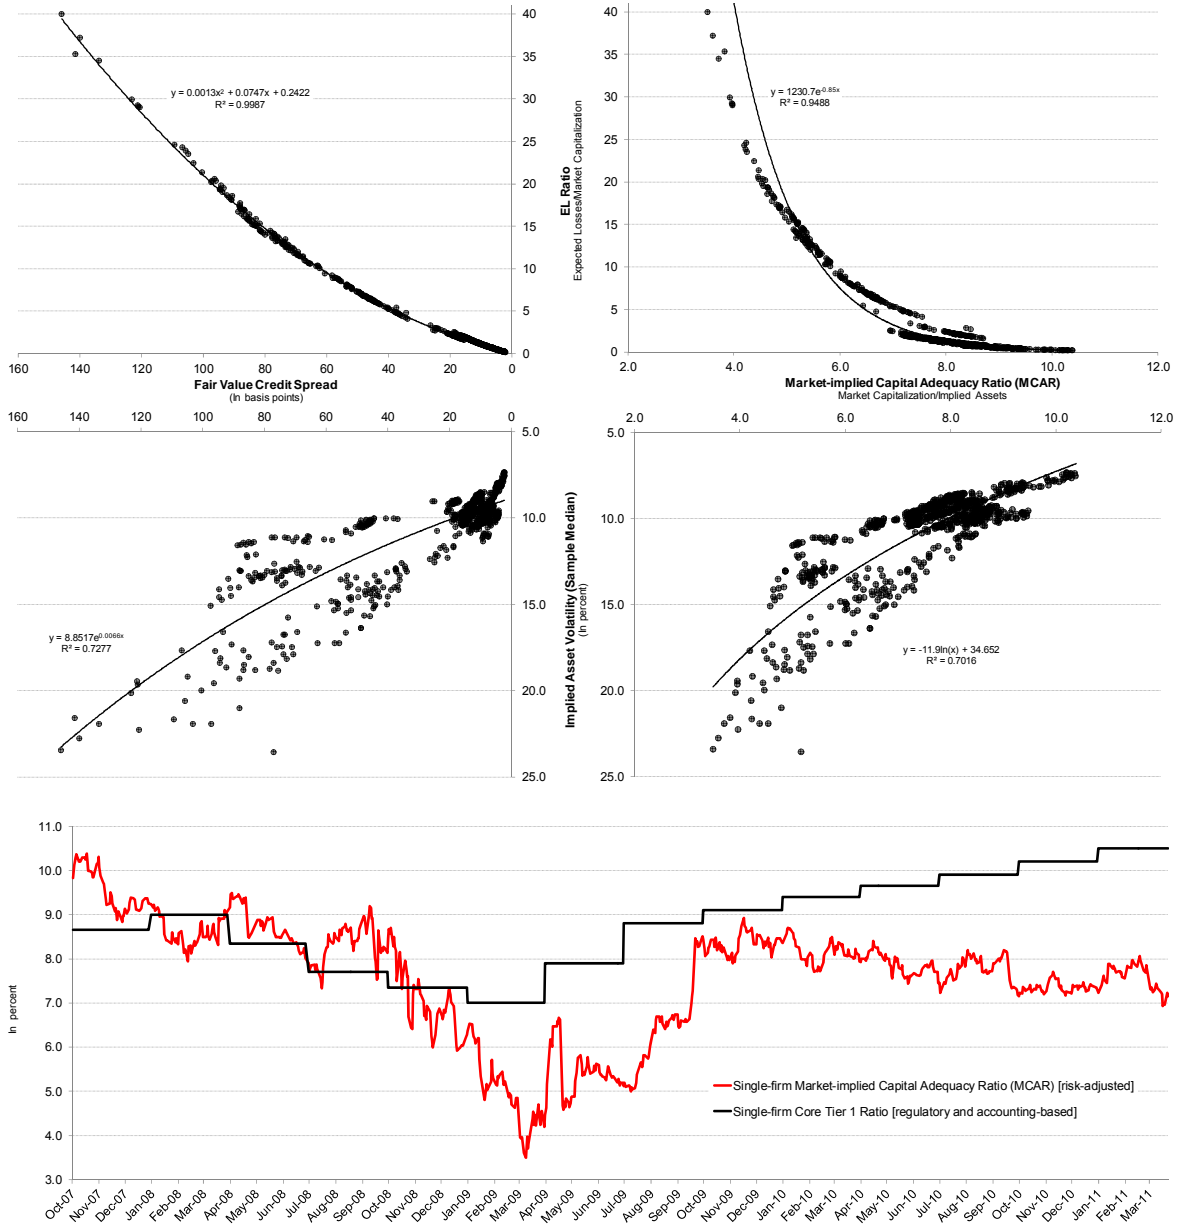 40
35
30
25
20
15
10
5
0
y = 0.0013x² + 0.0747x + 0.2422
R² = 0.9987
160 140 120 100 80 60 40 20 0
Fair Value Credit Spread
(In basis points)
EL Ratio
Expected Losses/Market Capitalization
40
35
30
25
20
15
10
5
0
y = 1230.7e^-0.85x
R² = 0.9488
2.0 4.0 6.0 8.0 10.0 12.0
Market-implied Capital Adequacy Ratio (MCAR)
Market Capitalization/Implied Assets
160 140 120 100 80 60 40 20 0
5.0
10.0
15.0
20.0
25.0
y = 8.8517e^0.0066x
R² = 0.7277
Implied Asset Volatility (Sample Median)
(In percent)
2.0 4.0 6.0 8.0 10.0 12.0
5.0
10.0
15.0
20.0
25.0
y = -11.9ln(x) + 34.652
R² = 0.7016
In percent
11.0
10.0
9.0
8.0
7.0
6.0
5.0
4.0
3.0
Single-firm Market-implied Capital Adequacy Ratio (MCAR) [risk-adjusted]
Single-firm Core Tier 1 Ratio [regulatory and accounting-based]
Oct-07 Nov-07 Dec-07 Jan-08 Feb-08 Mar-08 Apr-08 May-08 Jun-08 Jul-08 Aug-08 Sep-08 Oct-08 Nov-08 Dec-08 Jan-09 Feb-09 Mar-09 Apr-09 May-09 Jun-09 Jul-09 Aug-09 Sep-09 Oct-09 Nov-09 Dec-09 Jan-10 Feb-10 Mar-10 Apr-10 May-10 Jun-10 Jul-10 Aug-10 Sep-10 Oct-10 Nov-10 Dec-10 Jan-11 Feb-11 Mar-11